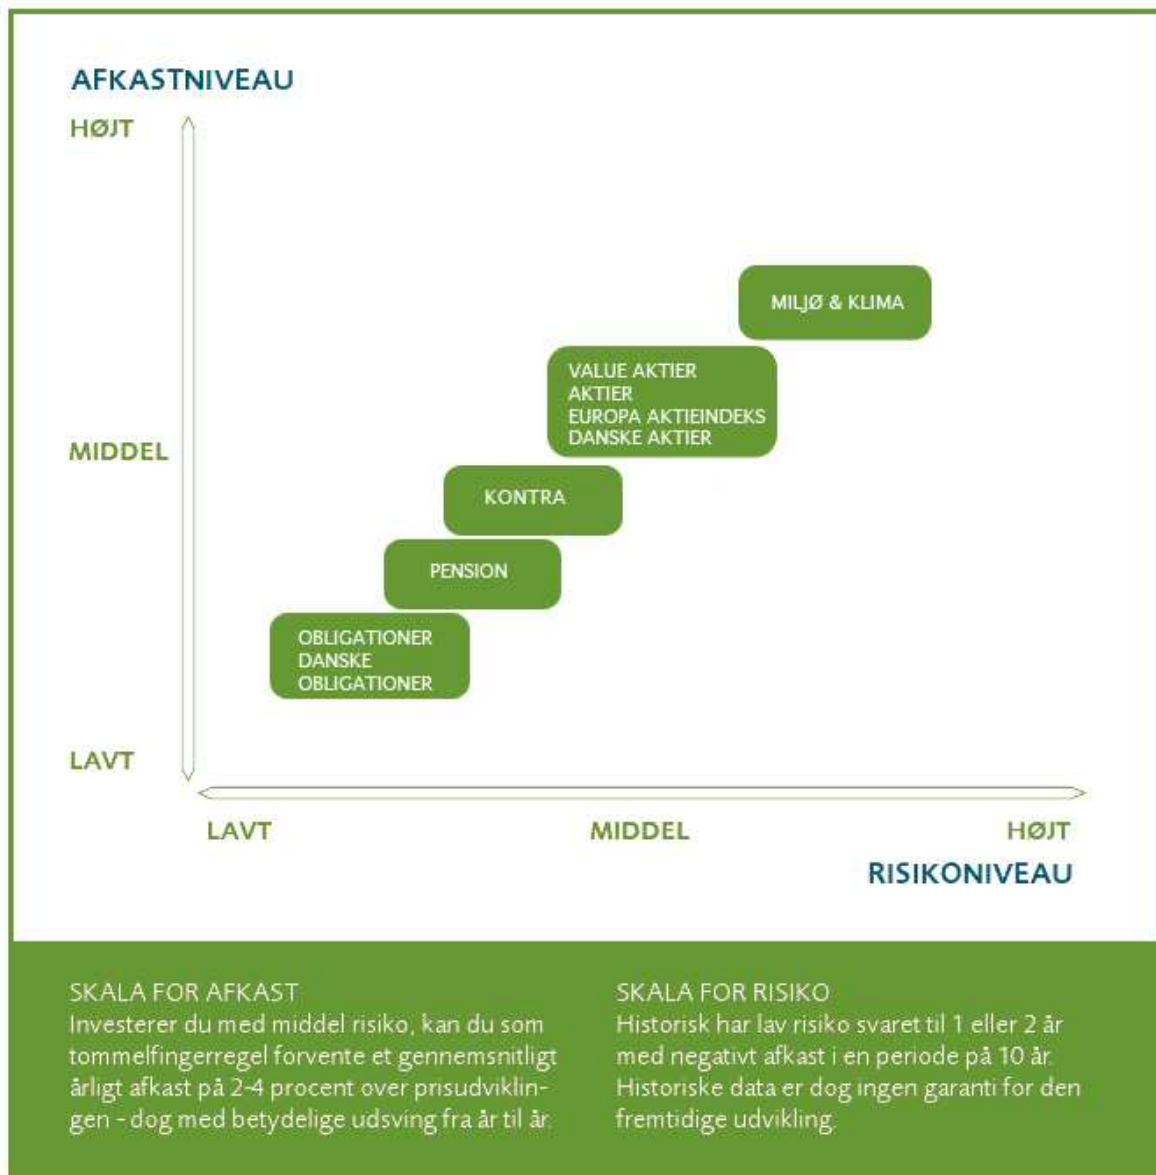 AFKASTNIVEAU
HØJT
MILJØ & KLIMA
VALUE AKTIER
AKTIER
EUROPA AKTIEINDEKS
DANSKE AKTIER
MIDDEL
KONTRA
PENSION
OBLIGATIONER
DANSKE
OBLIGATIONER
LAVT
LAVT MIDDEL HØJT
RISIKONIVEAU
SKALA FOR AFKAST
Investerer du med middel risiko, kan du som
tommelfingerregel forvente et gennemsnitligt
årligt afkast på 2-4 procent over prisudviklin-
gen - dog med betydelige udsving fra år til år.
SKALA FOR RISIKO
Historisk har lav risiko svaret til 1 eller 2 år
med negativt afkast i en periode på 10 år.
Historiske data er dog ingen garanti for den
fremtidige udvikling.